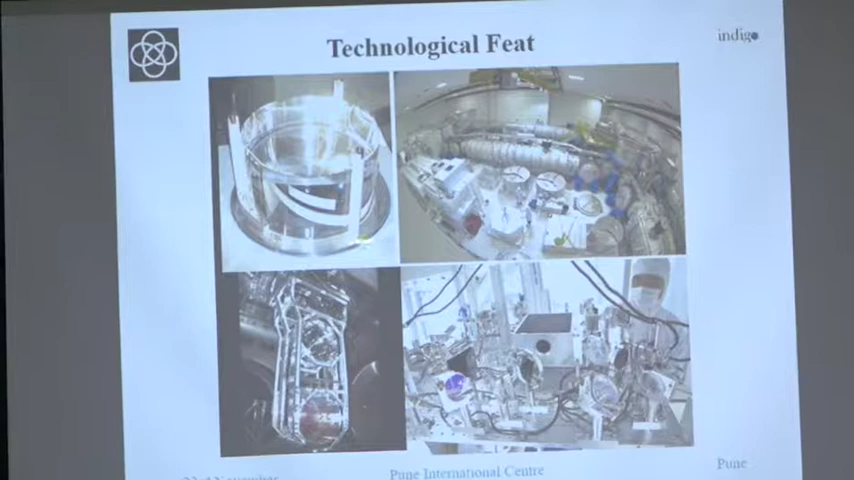 Technological Feat
indigo
Pune International Centre
Pune